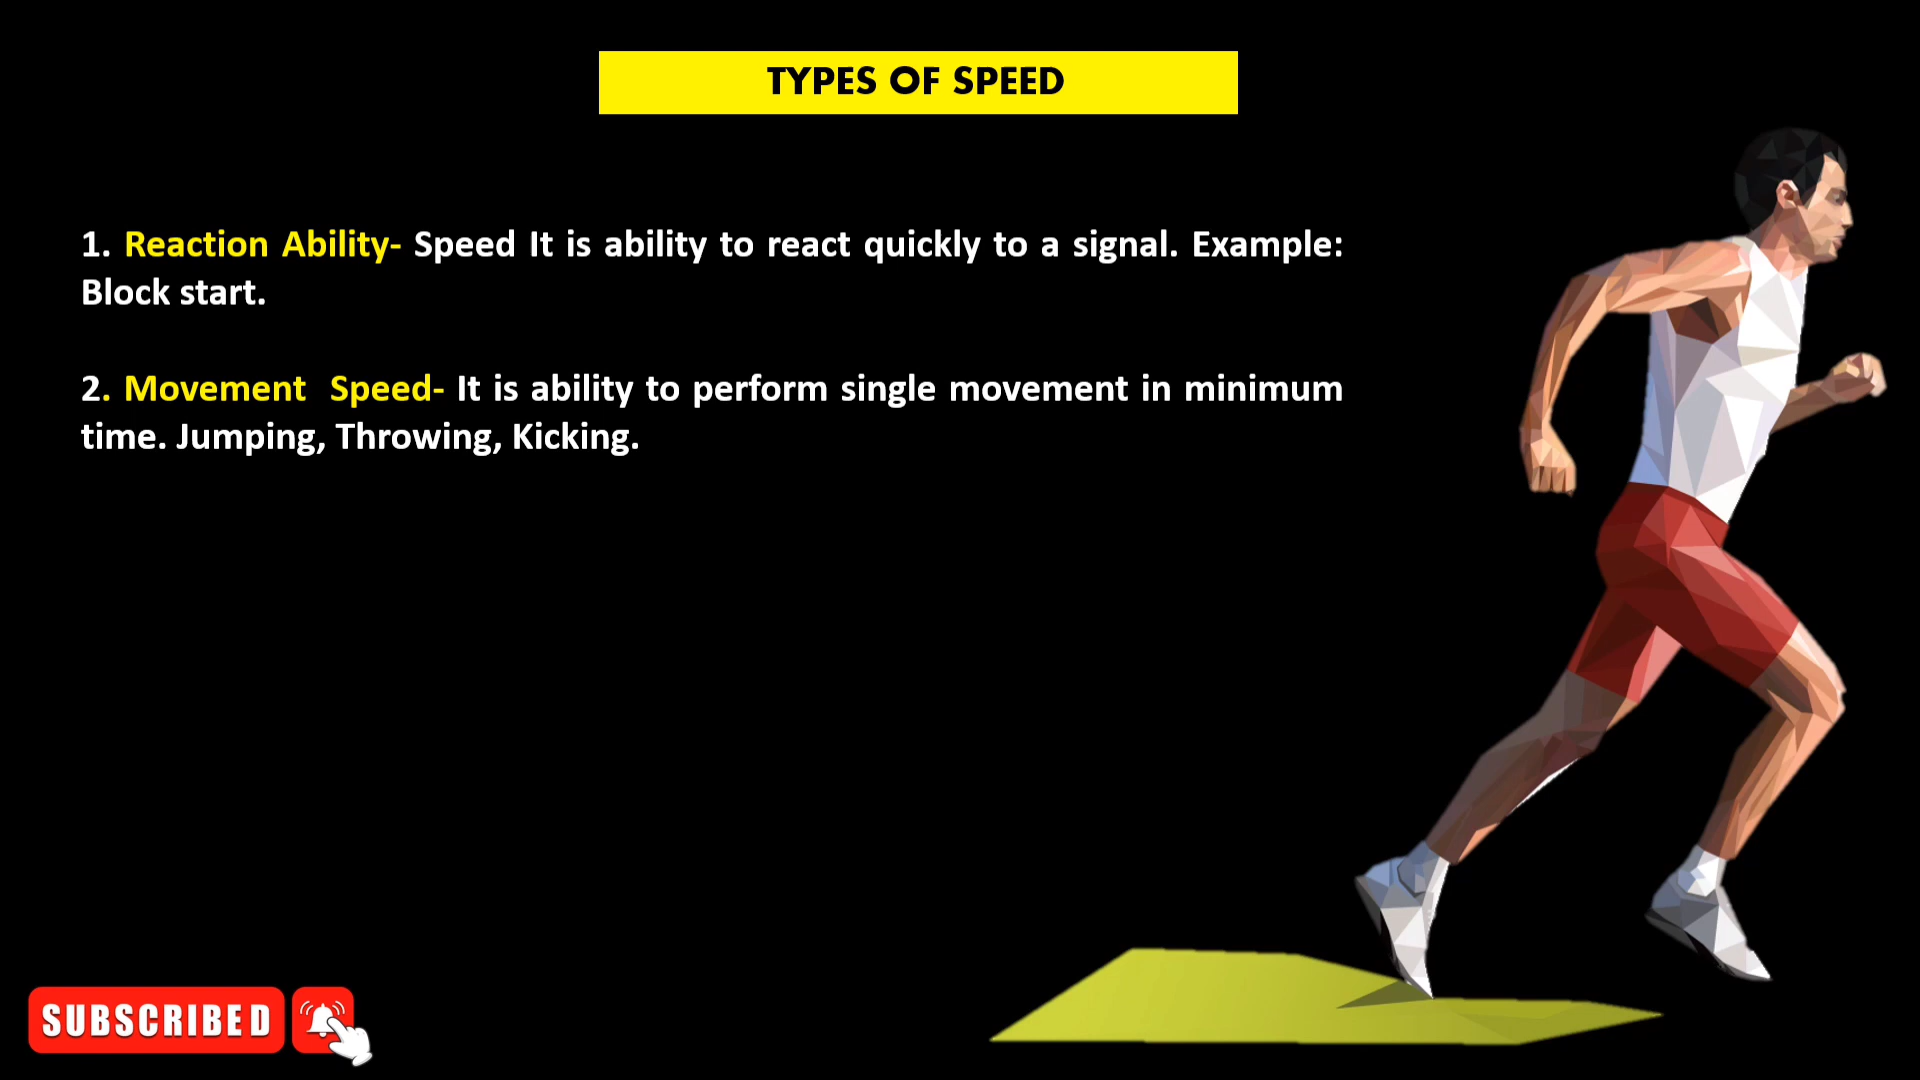 TYPES OF SPEED
1. Reaction Ability- Speed It is ability to react quickly to a signal. Example:
Block start.
2. Movement Speed- It is ability to perform single movement in minimum
time. Jumping, Throwing, Kicking.
SUBSCRIBED